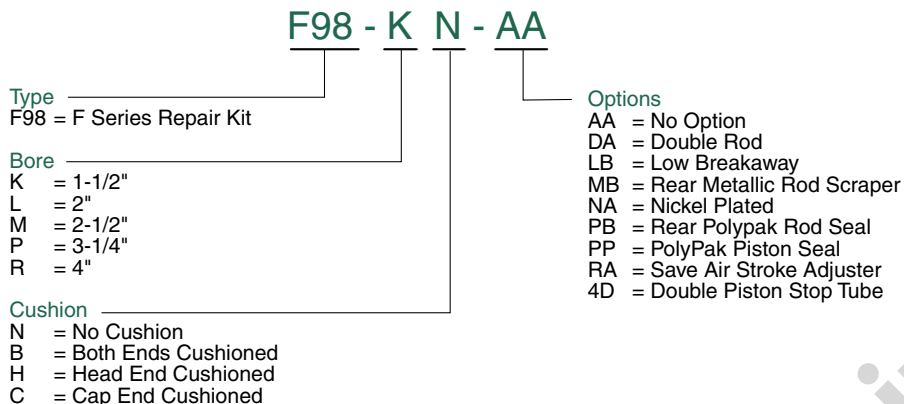 F98 - K N - AA
Type
F98 = F Series Repair Kit
Bore
K = 1-1/2"
L = 2"
M = 2-1/2"
P = 3-1/4"
R = 4"
Cushion
N = No Cushion
B = Both Ends Cushioned
H = Head End Cushioned
C = Cap End Cushioned
Options
AA = No Option
DA = Double Rod
LB = Low Breakaway
MB = Rear Metallic Rod Scraper
NA = Nickel Plated
PB = Rear Polypak Rod Seal
PP = PolyPak Piston Seal
RA = Save Air Stroke Adjuster
4D = Double Piston Stop Tube